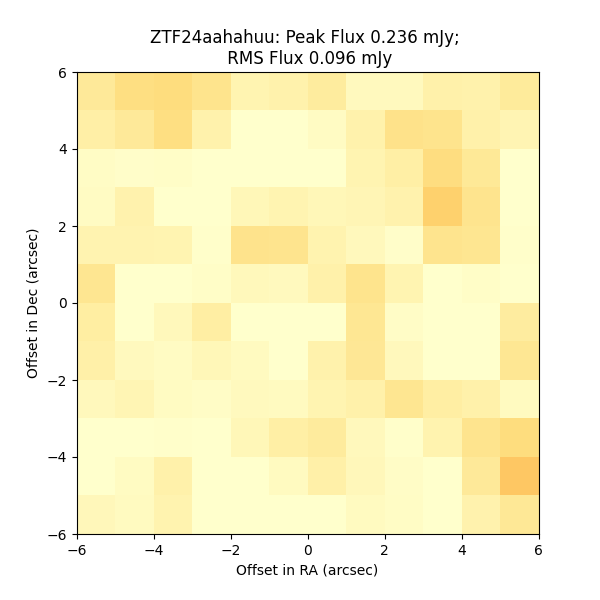 ZTF24aahahuu: Peak Flux 0.236 mJy;
RMS Flux 0.096 mJy
6
4
2
0
−2
−4
−6
Offset in Dec (arcsec)
−6 −4 −2 0 2 4 6
Offset in RA (arcsec)